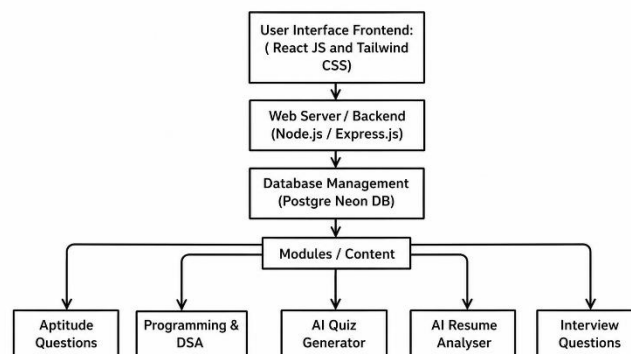 User Interface Frontend:
( React JS and Tailwind
CSS)
Web Server / Backend
(Node.js / Express.js)
Database Management
(Postgre Neon DB)
Modules / Content
Aptitude
Questions
Programming &
DSA
AI Quiz
Generator
AI Resume
Analyser
Interview
Questions